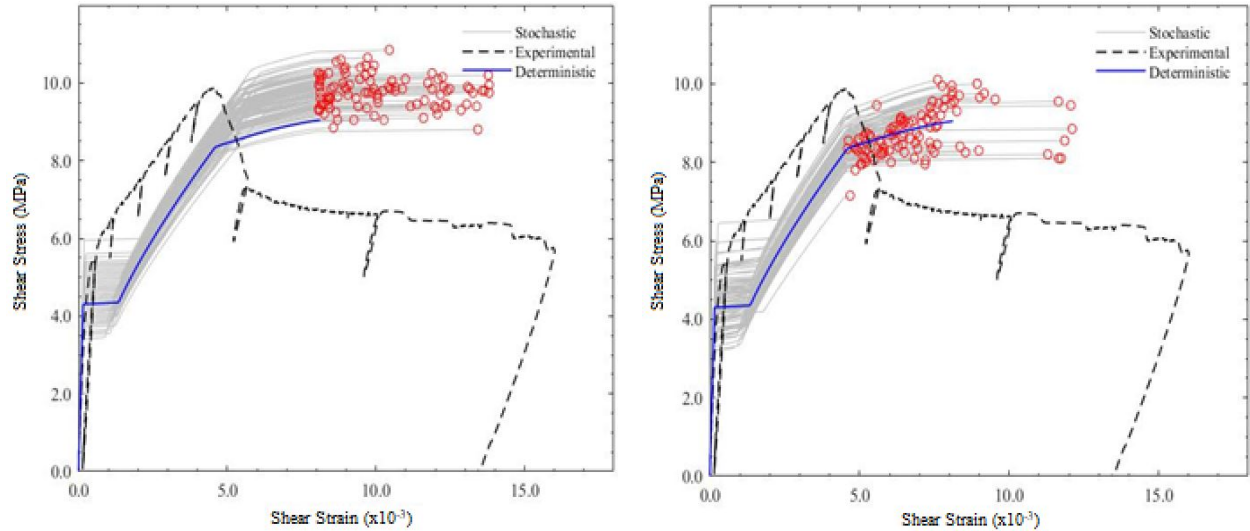 Stochastic
Experimental
Deterministic
10.0
8.0
6.0
4.0
2.0
0.0
0.0
5.0
10.0
15.0
Shear Stress (MPa)
Shear Strain (x10⁻³)
Stochastic
Experimental
Deterministic
10.0
8.0
6.0
4.0
2.0
0.0
0.0
5.0
10.0
15.0
Shear Stress (MPa)
Shear Strain (x10⁻³)